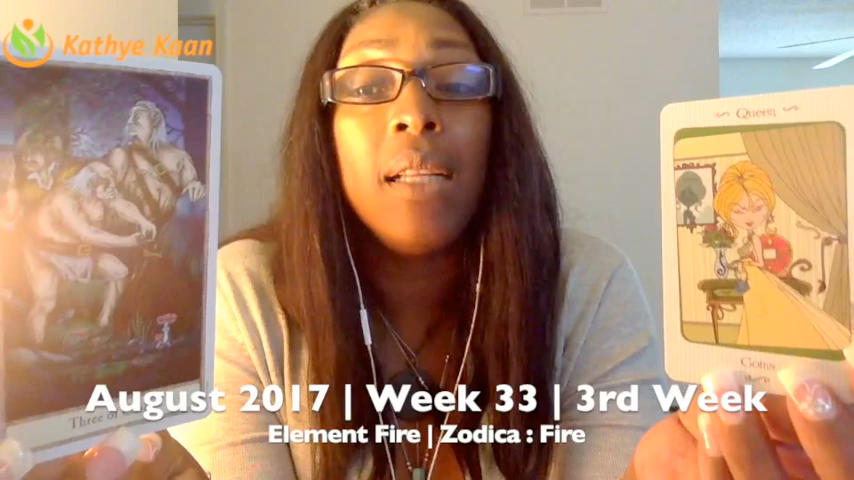 Kathye Kaan
Queen
Three of
Coins
August 2017 | Week 33 | 3rd Week
Element Fire | Zodica : Fire